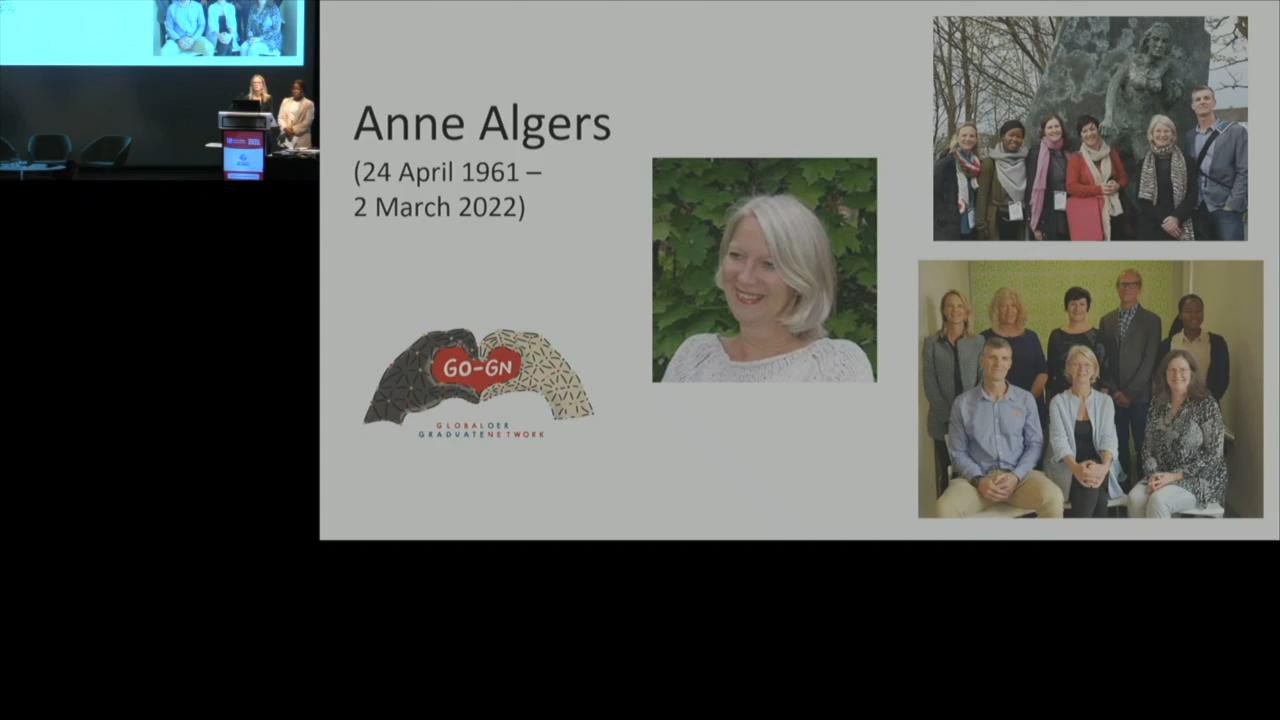 Anne Algers
(24 April 1961 –
2 March 2022)
GO-GN
GLOBAL OER
GRADUATE NETWORK